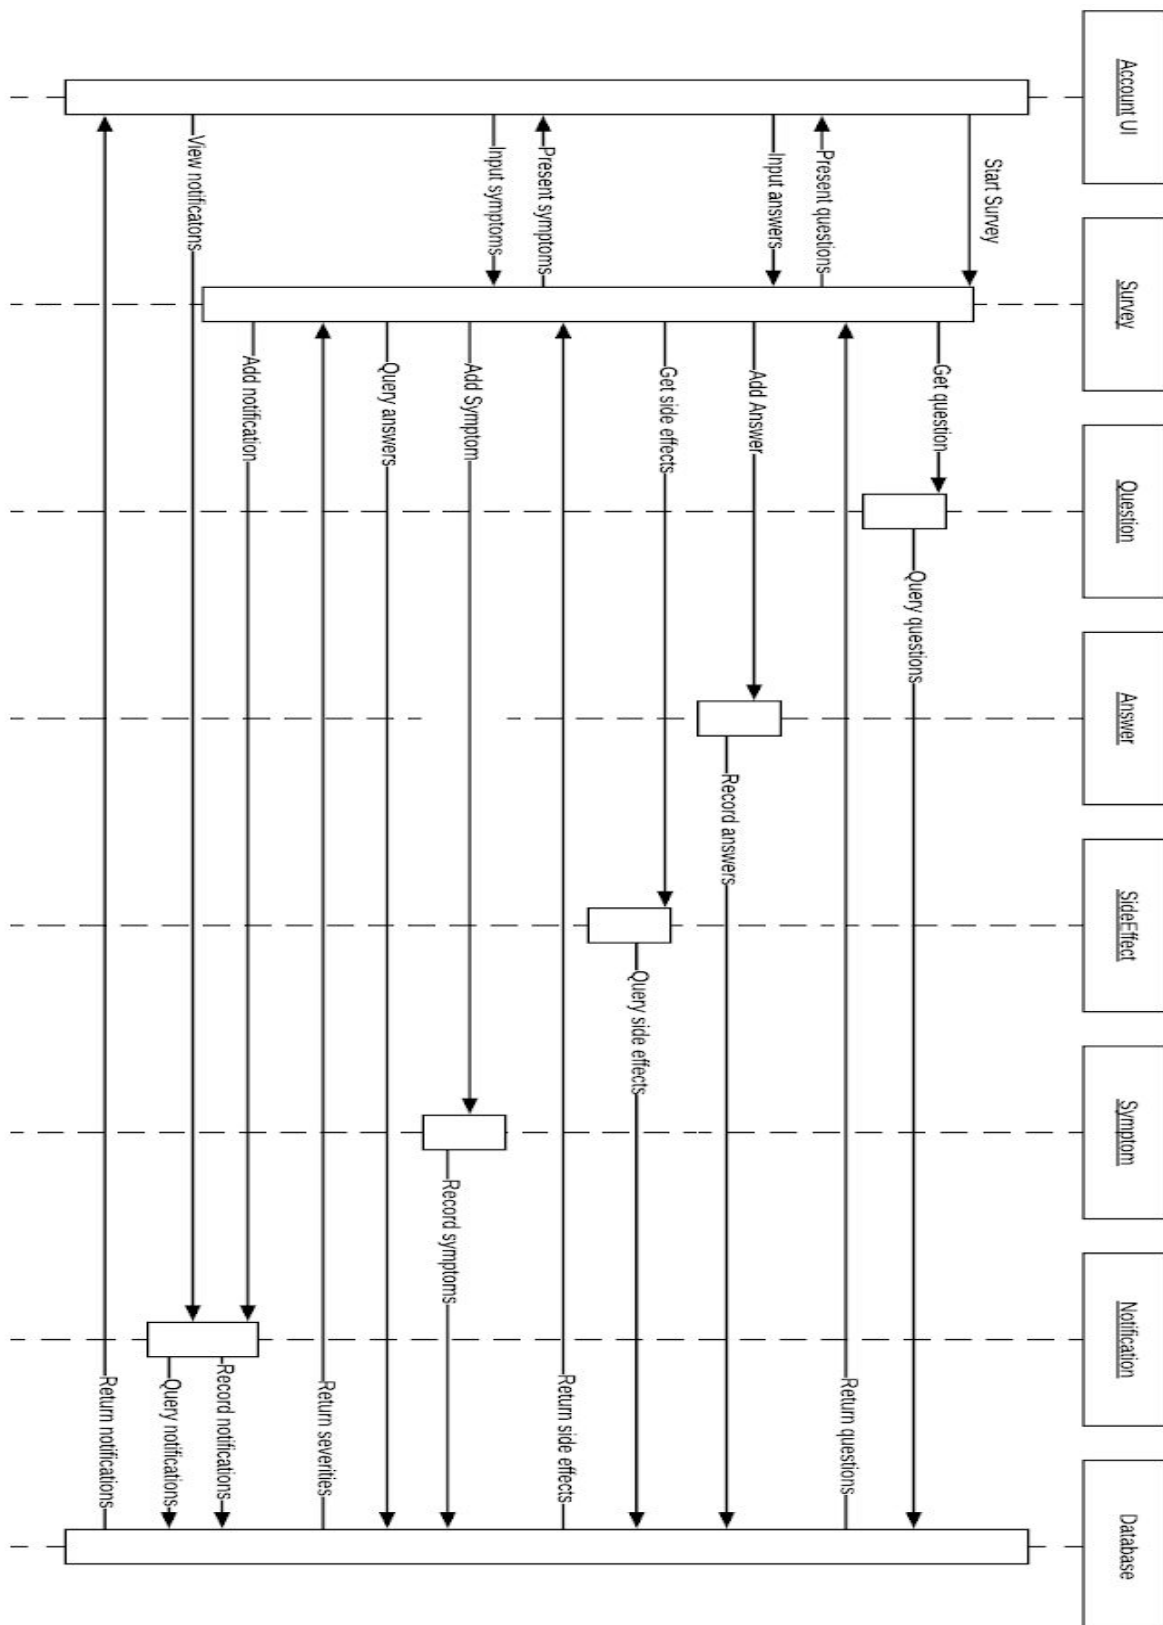 Account UI
Survey
Question
Answer
SideEffect
Symptom
Notification
Database
Start Survey
Get question
Query questions
Return questions
Present questions
Input answers
Add Answer
Record answers
Get side effects
Query side effects
Return side effects
Present symptoms
Input symptoms
Add Symptom
Record symptoms
Query answers
Return severities
Add notification
Record notifications
View notificatons
Query notifications
Return notifications